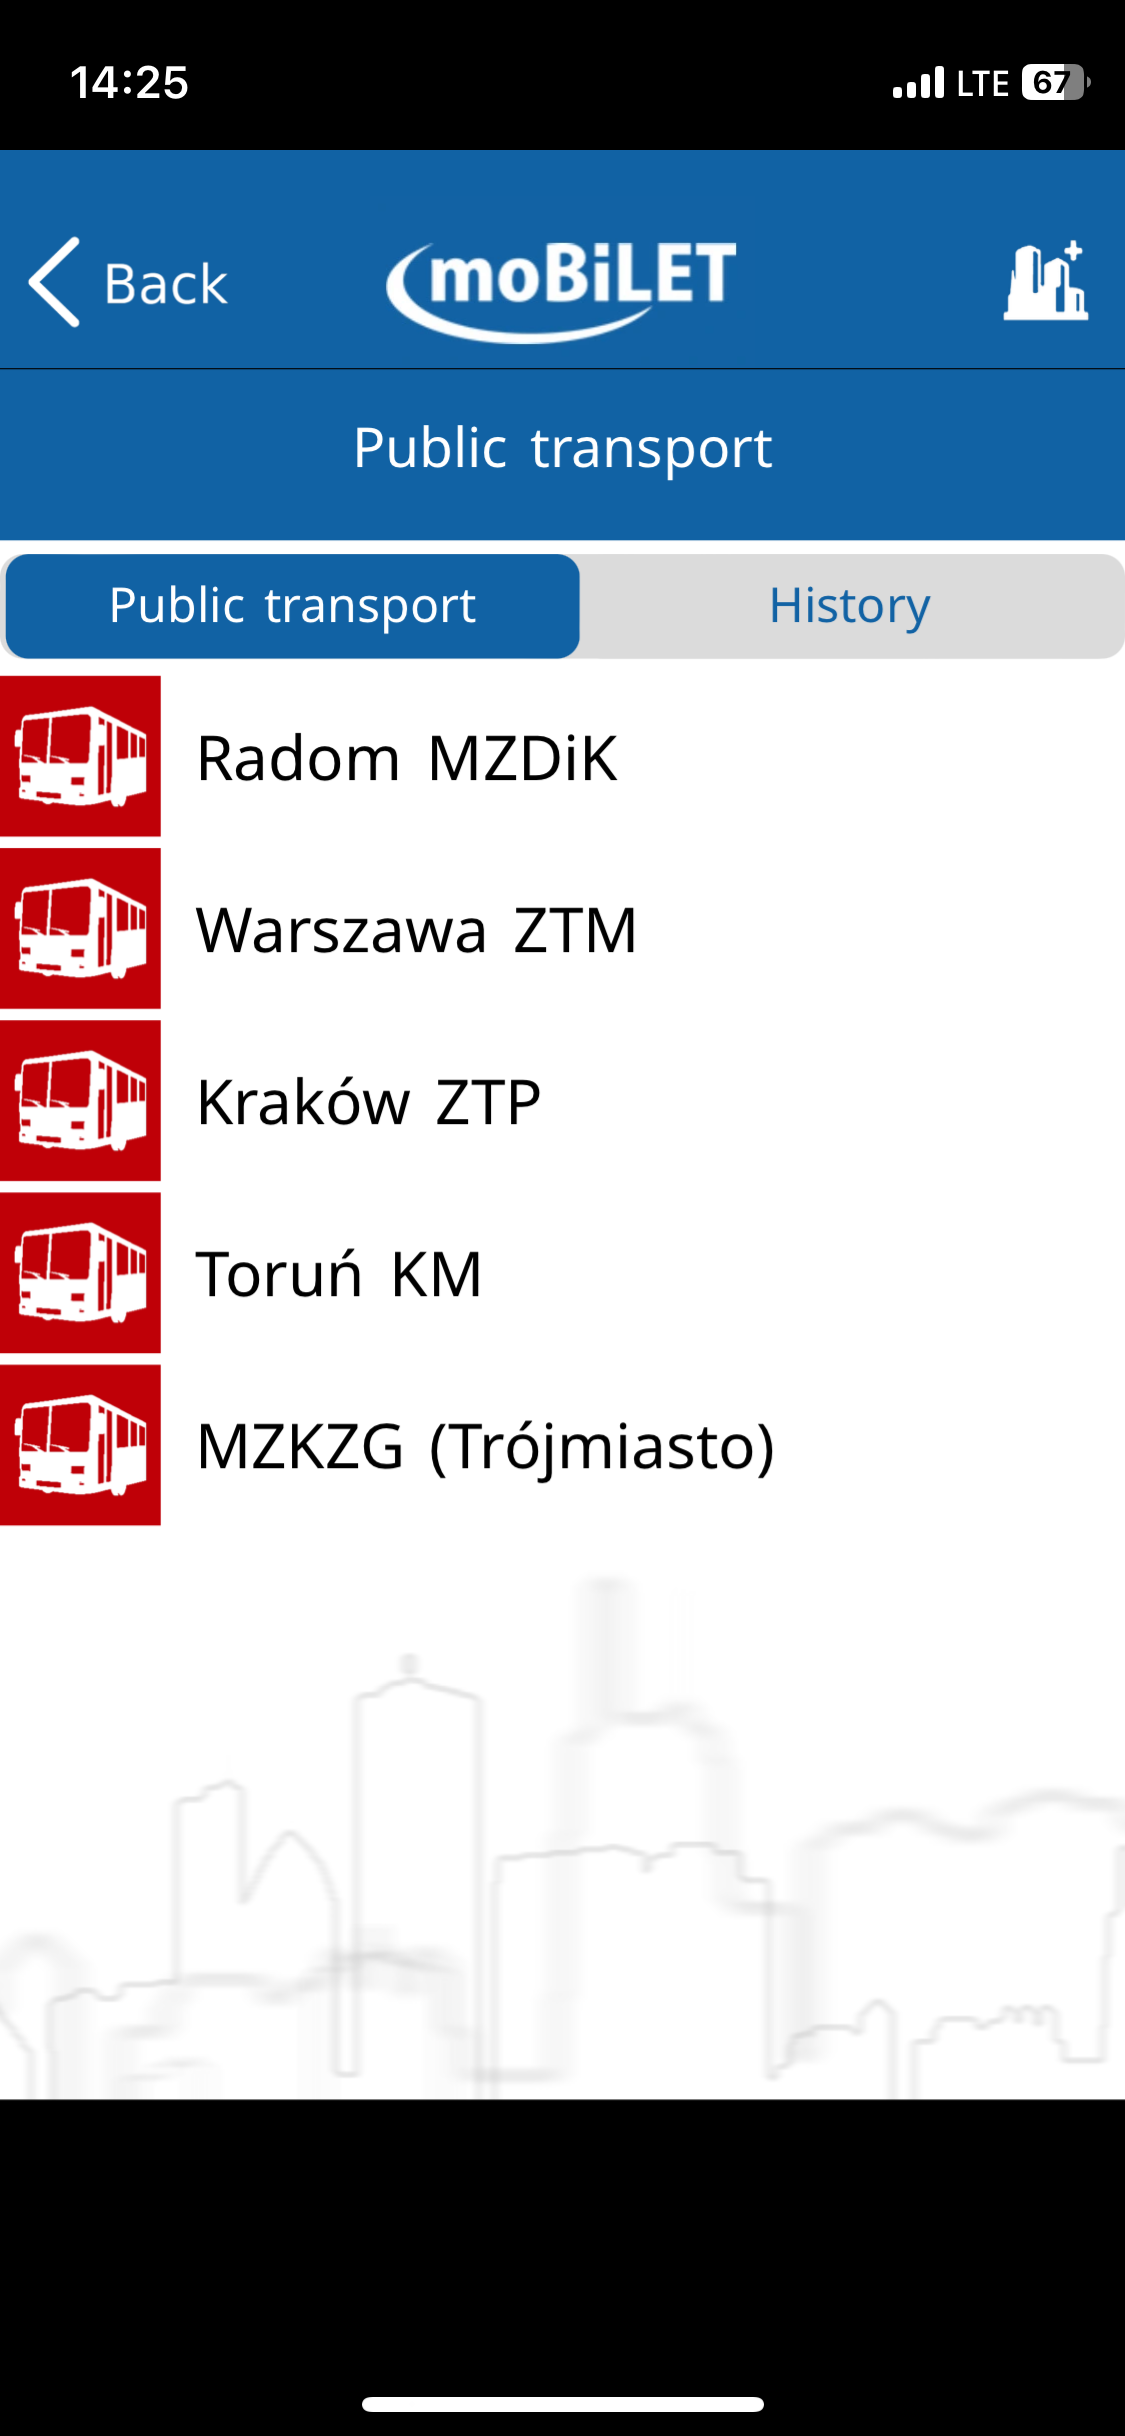 14:25
LTE 67
Back
moBiLET
Public transport
Public transport
History
Radom MZDiK
Warszawa ZTM
Kraków ZTP
Toruń KM
MZKZG (Trójmiasto)